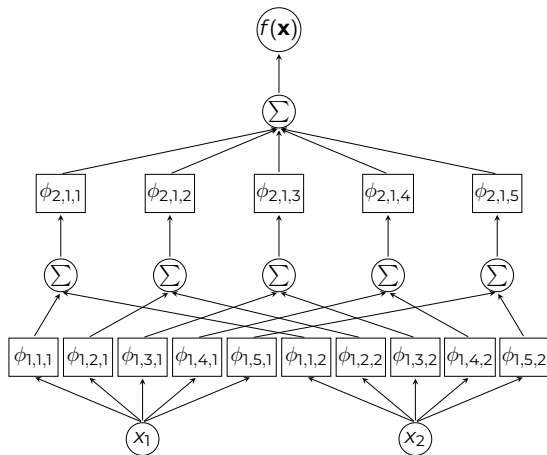 f(x)
∑
ϕ2,1,1 ϕ2,1,2 ϕ2,1,3 ϕ2,1,4 ϕ2,1,5
∑ ∑ ∑ ∑ ∑
ϕ1,1,1 ϕ1,2,1 ϕ1,3,1 ϕ1,4,1 ϕ1,5,1 ϕ1,1,2 ϕ1,2,2 ϕ1,3,2 ϕ1,4,2 ϕ1,5,2
x1 x2